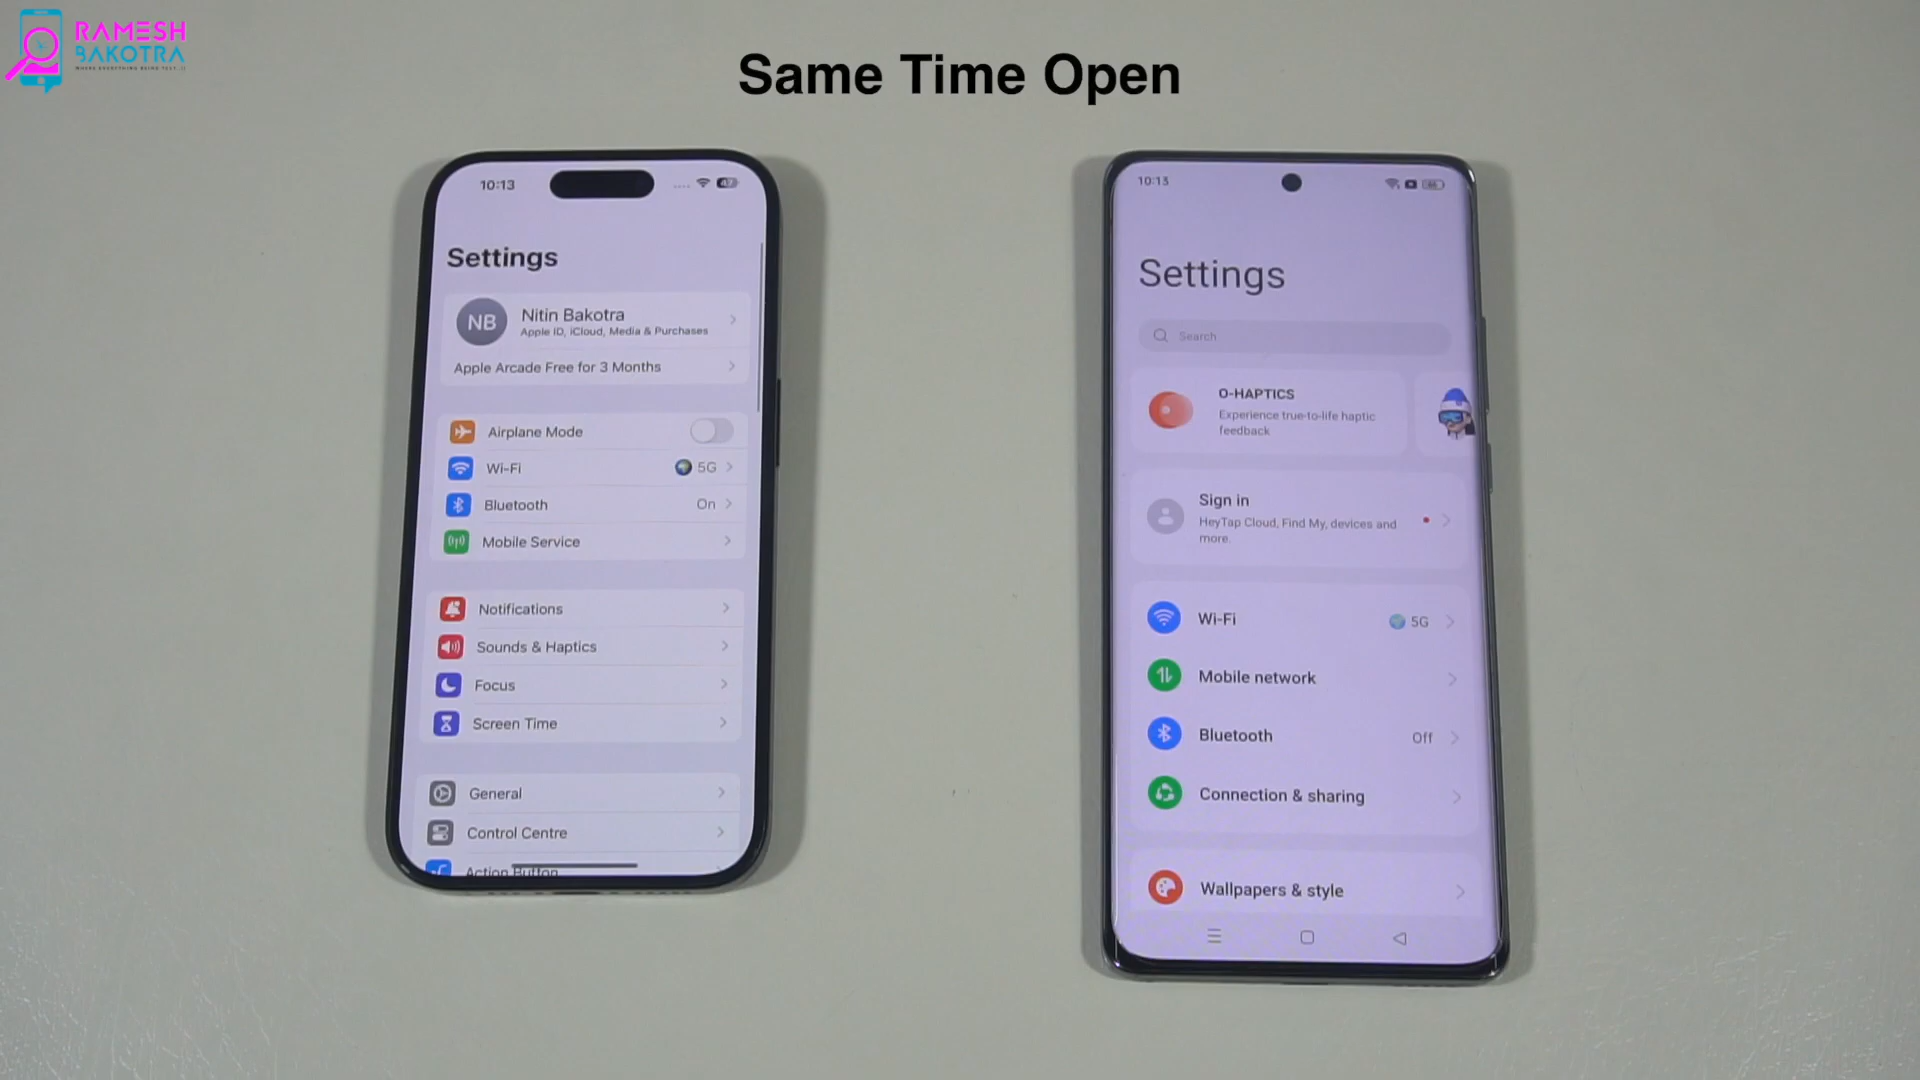 RAMESH
BAKOTRA
Same Time Open
10:13
47
Settings
NB
Nitin Bakotra
Apple ID, iCloud, Media & Purchases
Apple Arcade Free for 3 Months
Airplane Mode
Wi-Fi
5G
Bluetooth
On
Mobile Service
Notifications
Sounds & Haptics
Focus
Screen Time
General
Control Centre
Action Button
10:13
Settings
Search
O-HAPTICS
Experience true-to-life haptic
feedback
Sign in
HeyTap Cloud, Find My, devices and
more.
Wi-Fi
5G
Mobile network
Bluetooth
Off
Connection & sharing
Wallpapers & style